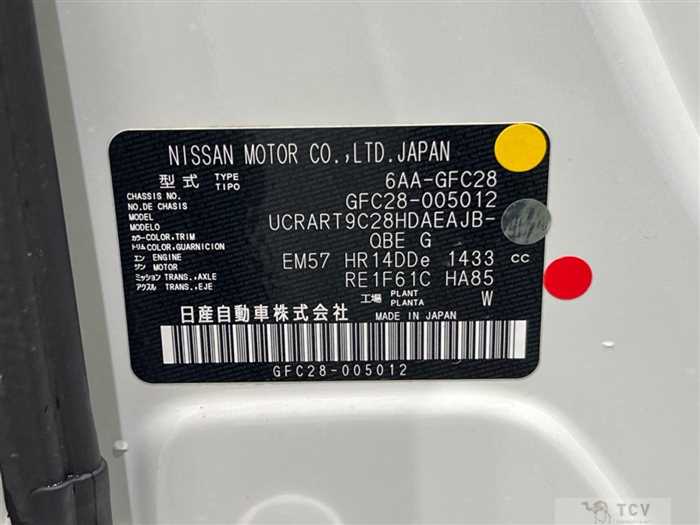 NISSAN MOTOR CO.,LTD.JAPAN
型式 TYPE TIPO 6AA-GFC28
CHASSIS NO. NO.DE CHASIS GFC28-005012
MODEL MODELO UCRART9C28HDAEAJB-
カラー COLOR,TRIM トリム COLOR,GUARNICION QBE G
エンジン ENGINE MOTOR EM57 HR14DDe 1433 cc
ミッション TRANS.,AXLE アクスル TRANS.,EJE RE1F61C HA85
工場 PLANT PLANTA W
日産自動車株式会社 MADE IN JAPAN
GFC28-005012
TCV